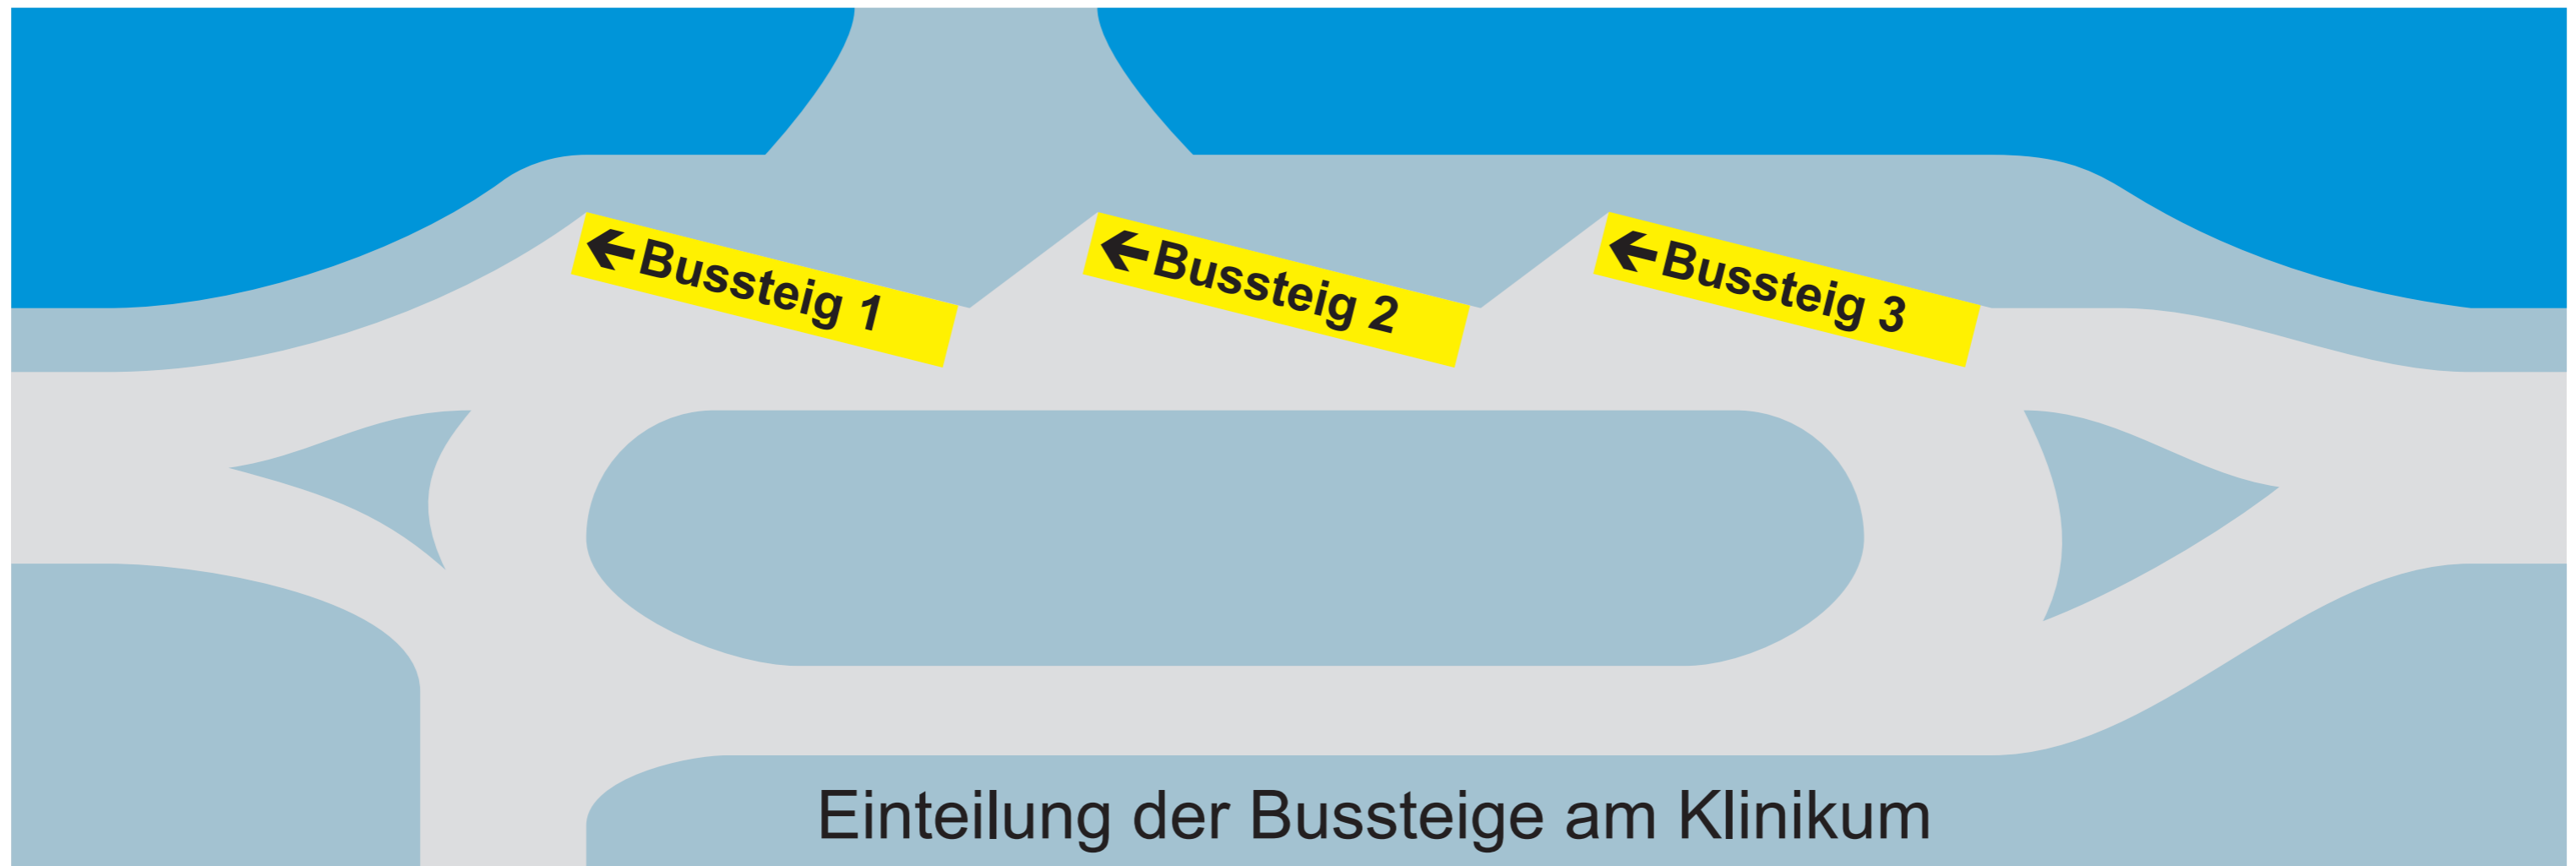 ←Bussteig 1
←Bussteig 2
←Bussteig 3
Einteilung der Bussteige am Klinikum